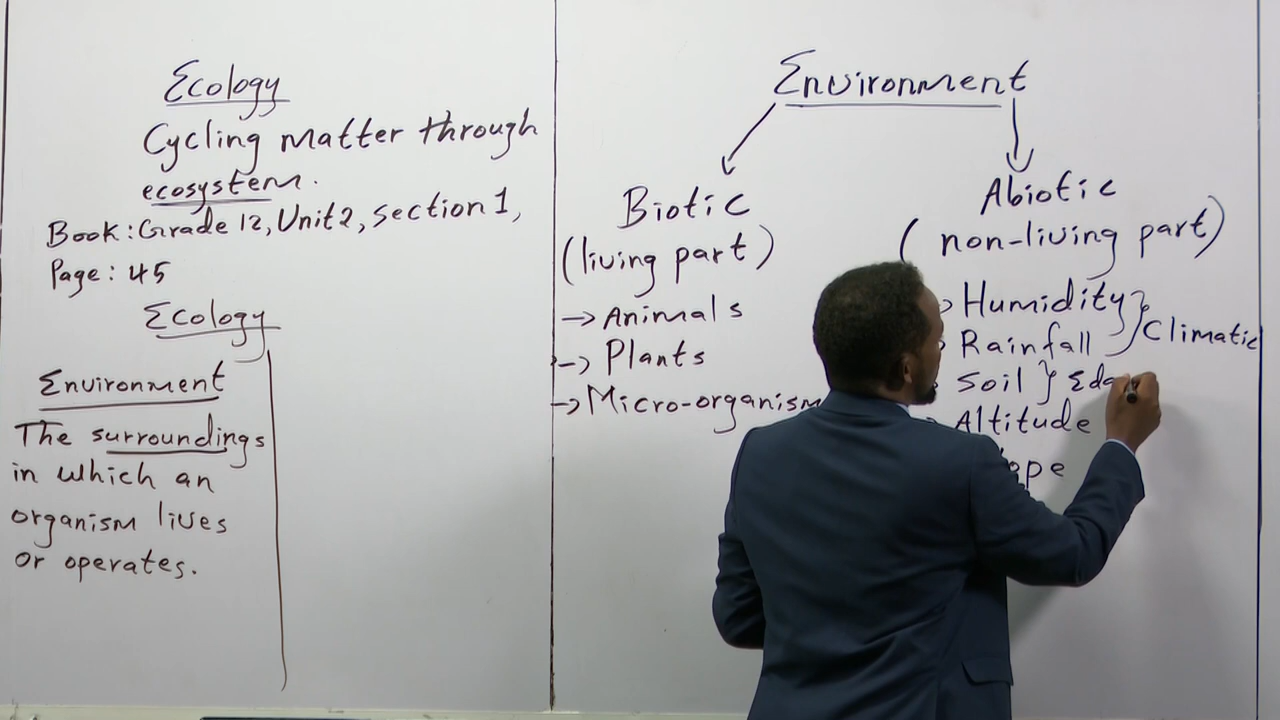 Ecology
Cycling matter through
ecosystem.
Book: Grade 12, Unit 2, section 1,
Page: 45
Ecology
Environment
The surroundings
in which an
organism lives
or operates.
Environment
Biotic
(living part)
→ Animals
→ Plants
→ Micro-organism
Abiotic
(non-living part)
Humidity
Rainfall } Climatic
Soil }
Altitude